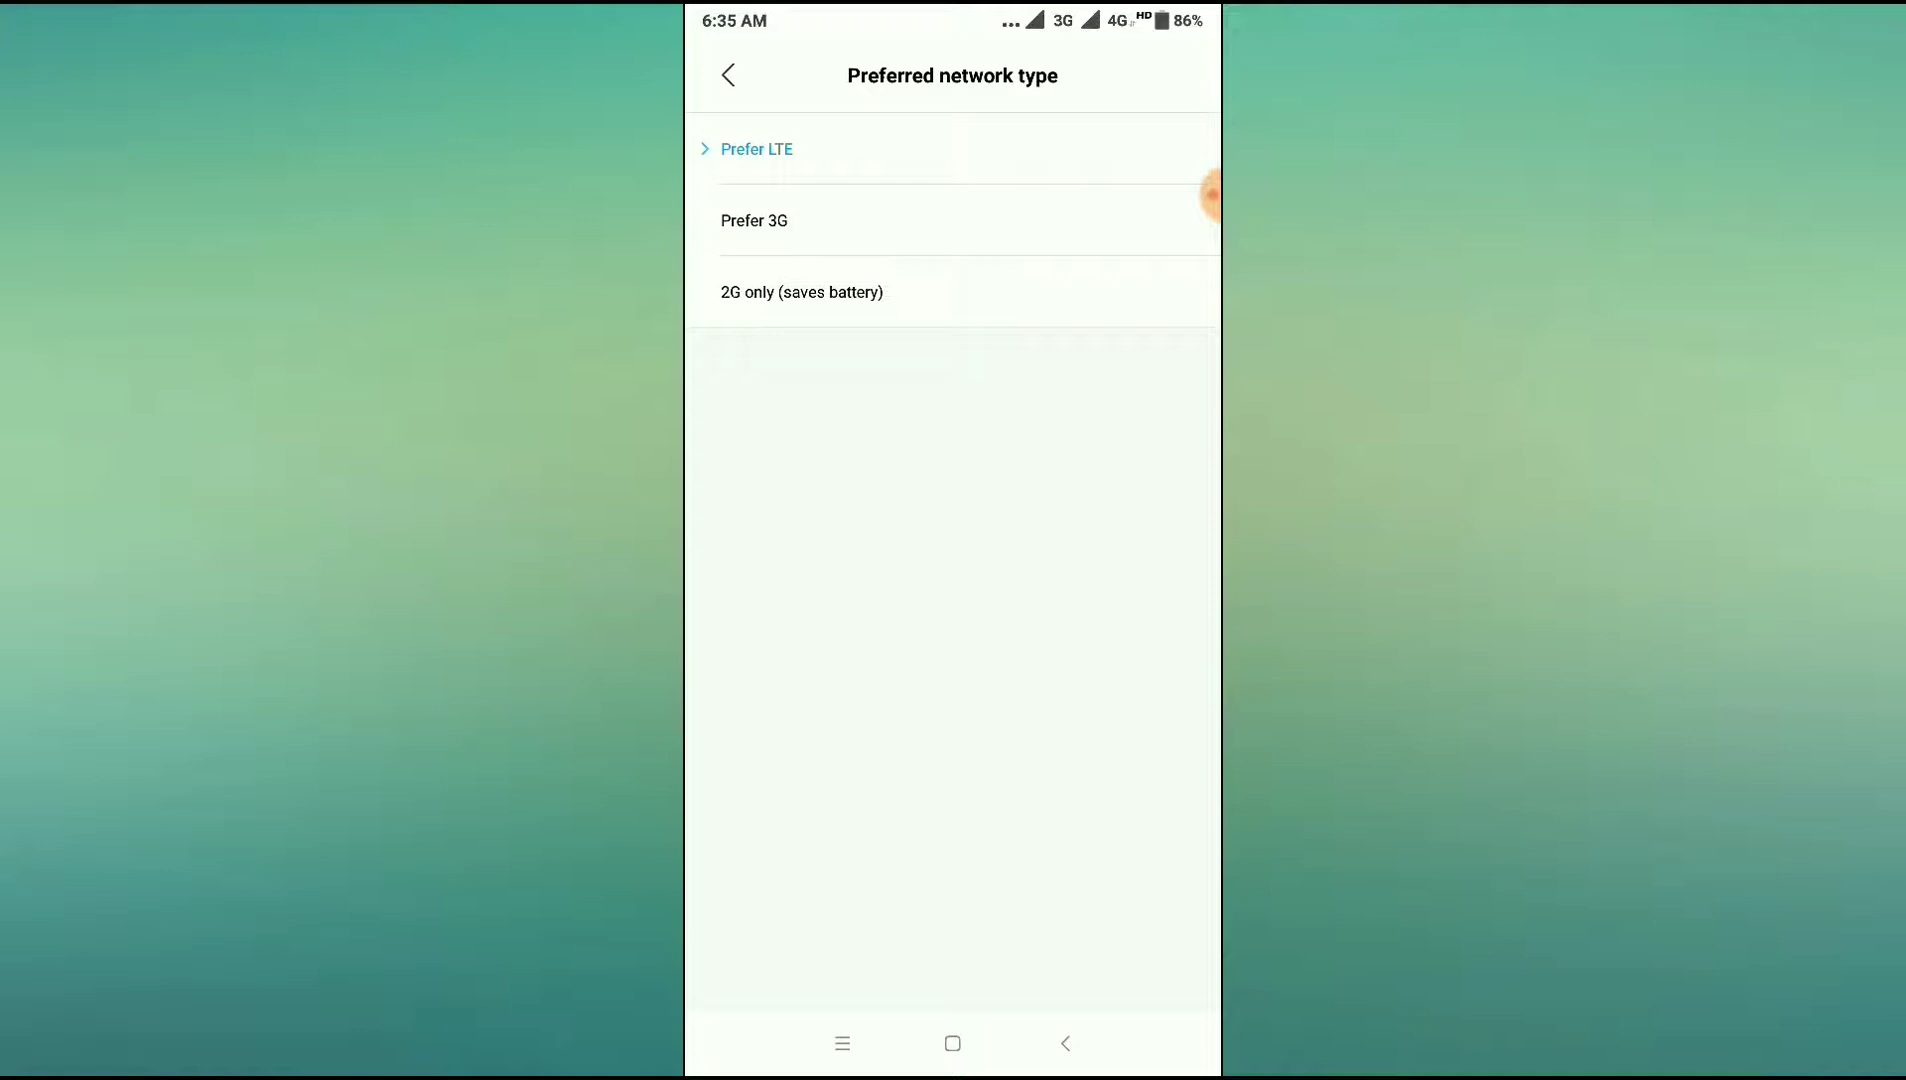 6:35 AM ... 3G 4G HD 86%
Preferred network type
Prefer LTE
Prefer 3G
2G only (saves battery)